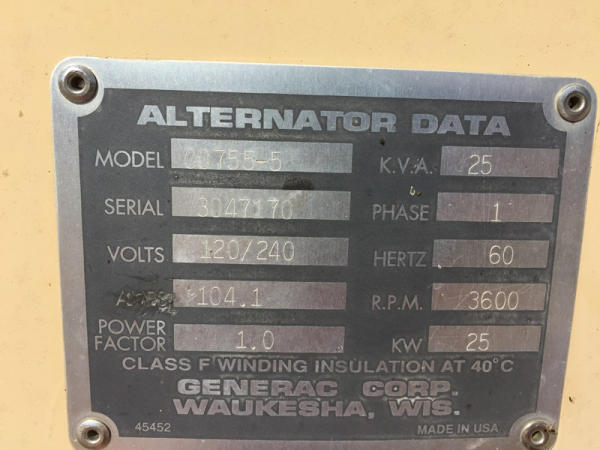 ALTERNATOR DATA
MODEL 00755-5 K.V.A. 25
SERIAL 3047170 PHASE 1
VOLTS 120/240 HERTZ 60
104.1 R.P.M. 3600
POWER FACTOR 1.0 KW 25
CLASS F WINDING INSULATION AT 40°C
GENERAC CORP.
WAUKESHA, WIS.
45452 MADE IN USA